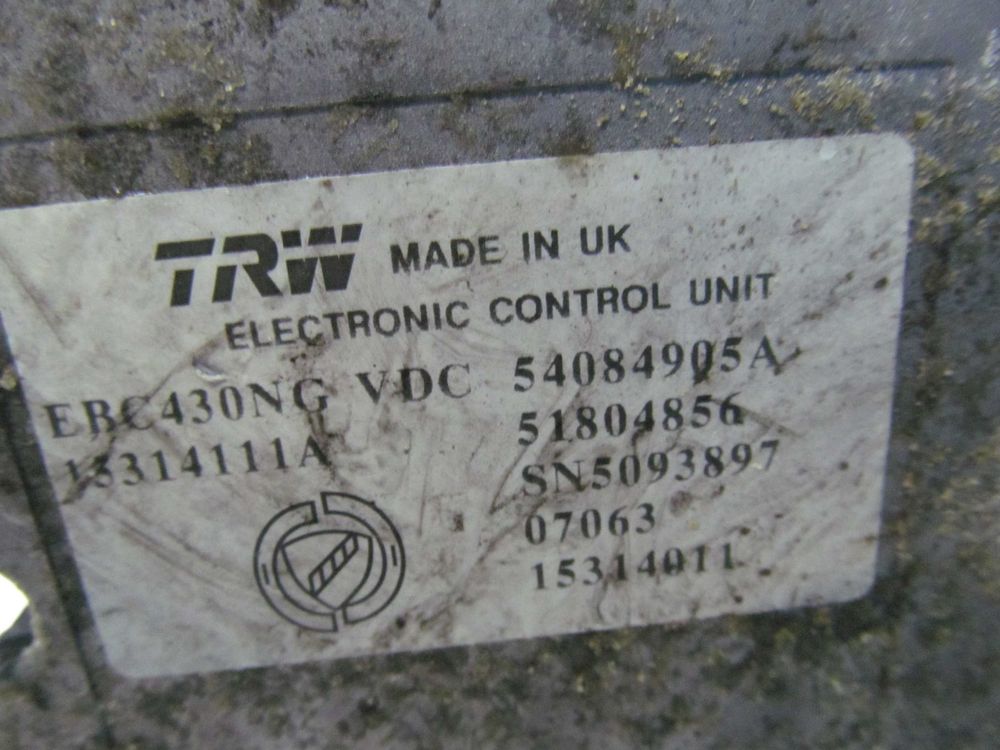 TRW MADE IN UK
ELECTRONIC CONTROL UNIT
EBC430NG VDC 54084905A
15314111A 51804856
SN5093897
07063
15314011